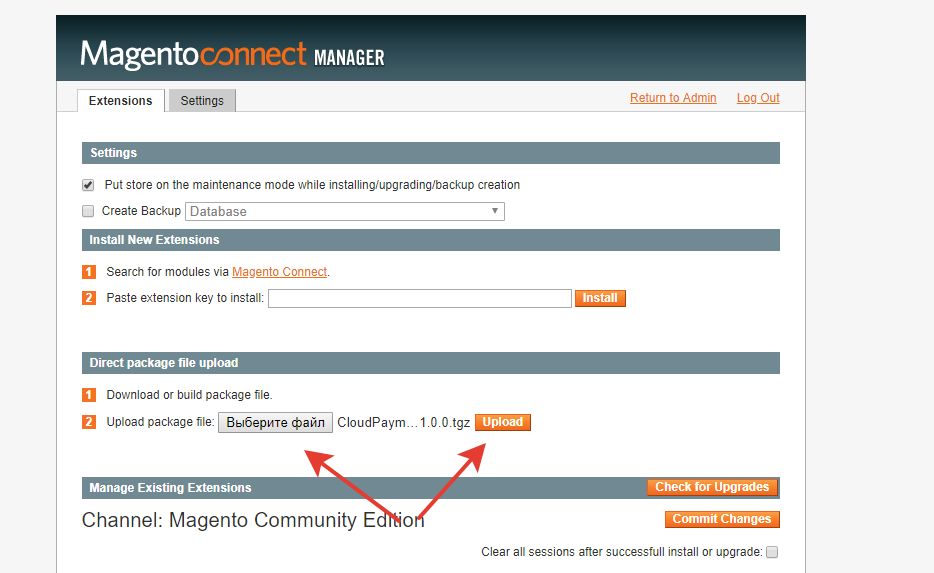 Magentoconnect MANAGER
Extensions Settings Return to Admin Log Out
Settings
Put store on the maintenance mode while installing/upgrading/backup creation
Create Backup Database
Install New Extensions
1 Search for modules via Magento Connect.
2 Paste extension key to install: Install
Direct package file upload
1 Download or build package file.
2 Upload package file: Выберите файл CloudPaym...1.0.0.tgz Upload
Manage Existing Extensions Check for Upgrades
Channel: Magento Community Edition Commit Changes
Clear all sessions after successfull install or upgrade: